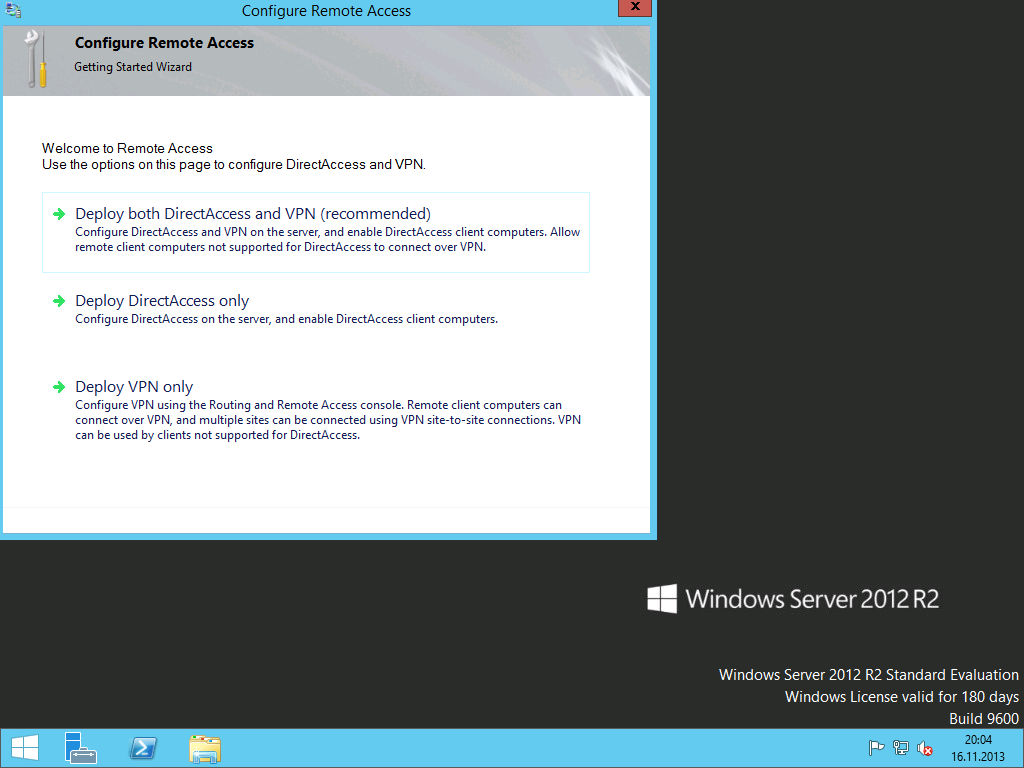 Configure Remote Access
x
Configure Remote Access
Getting Started Wizard
Welcome to Remote Access
Use the options on this page to configure DirectAccess and VPN.
Deploy both DirectAccess and VPN (recommended)
Configure DirectAccess and VPN on the server, and enable DirectAccess client computers. Allow
remote client computers not supported for DirectAccess to connect over VPN.
Deploy DirectAccess only
Configure DirectAccess on the server, and enable DirectAccess client computers.
Deploy VPN only
Configure VPN using the Routing and Remote Access console. Remote client computers can
connect over VPN, and multiple sites can be connected using VPN site-to-site connections. VPN
can be used by clients not supported for DirectAccess.
Windows Server 2012 R2
Windows Server 2012 R2 Standard Evaluation
Windows License valid for 180 days
Build 9600
20:04
16.11.2013